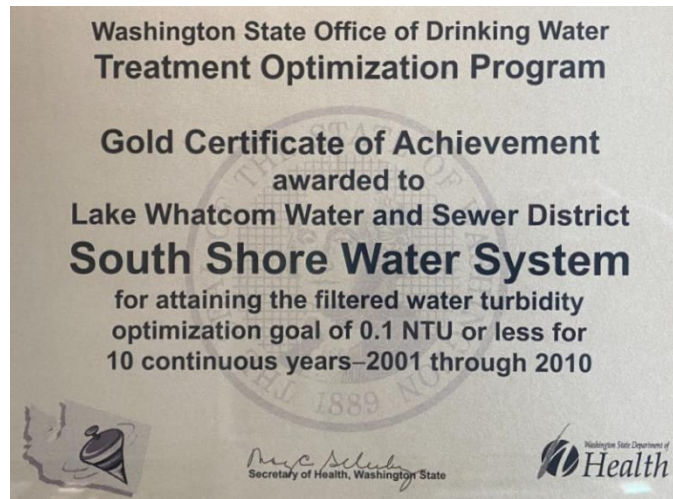 Washington State Office of Drinking Water
Treatment Optimization Program
Gold Certificate of Achievement
awarded to
Lake Whatcom Water and Sewer District
South Shore Water System
for attaining the filtered water turbidity
optimization goal of 0.1 NTU or less for
10 continuous years–2001 through 2010
1889
Secretary of Health, Washington State
Washington State Department of
Health